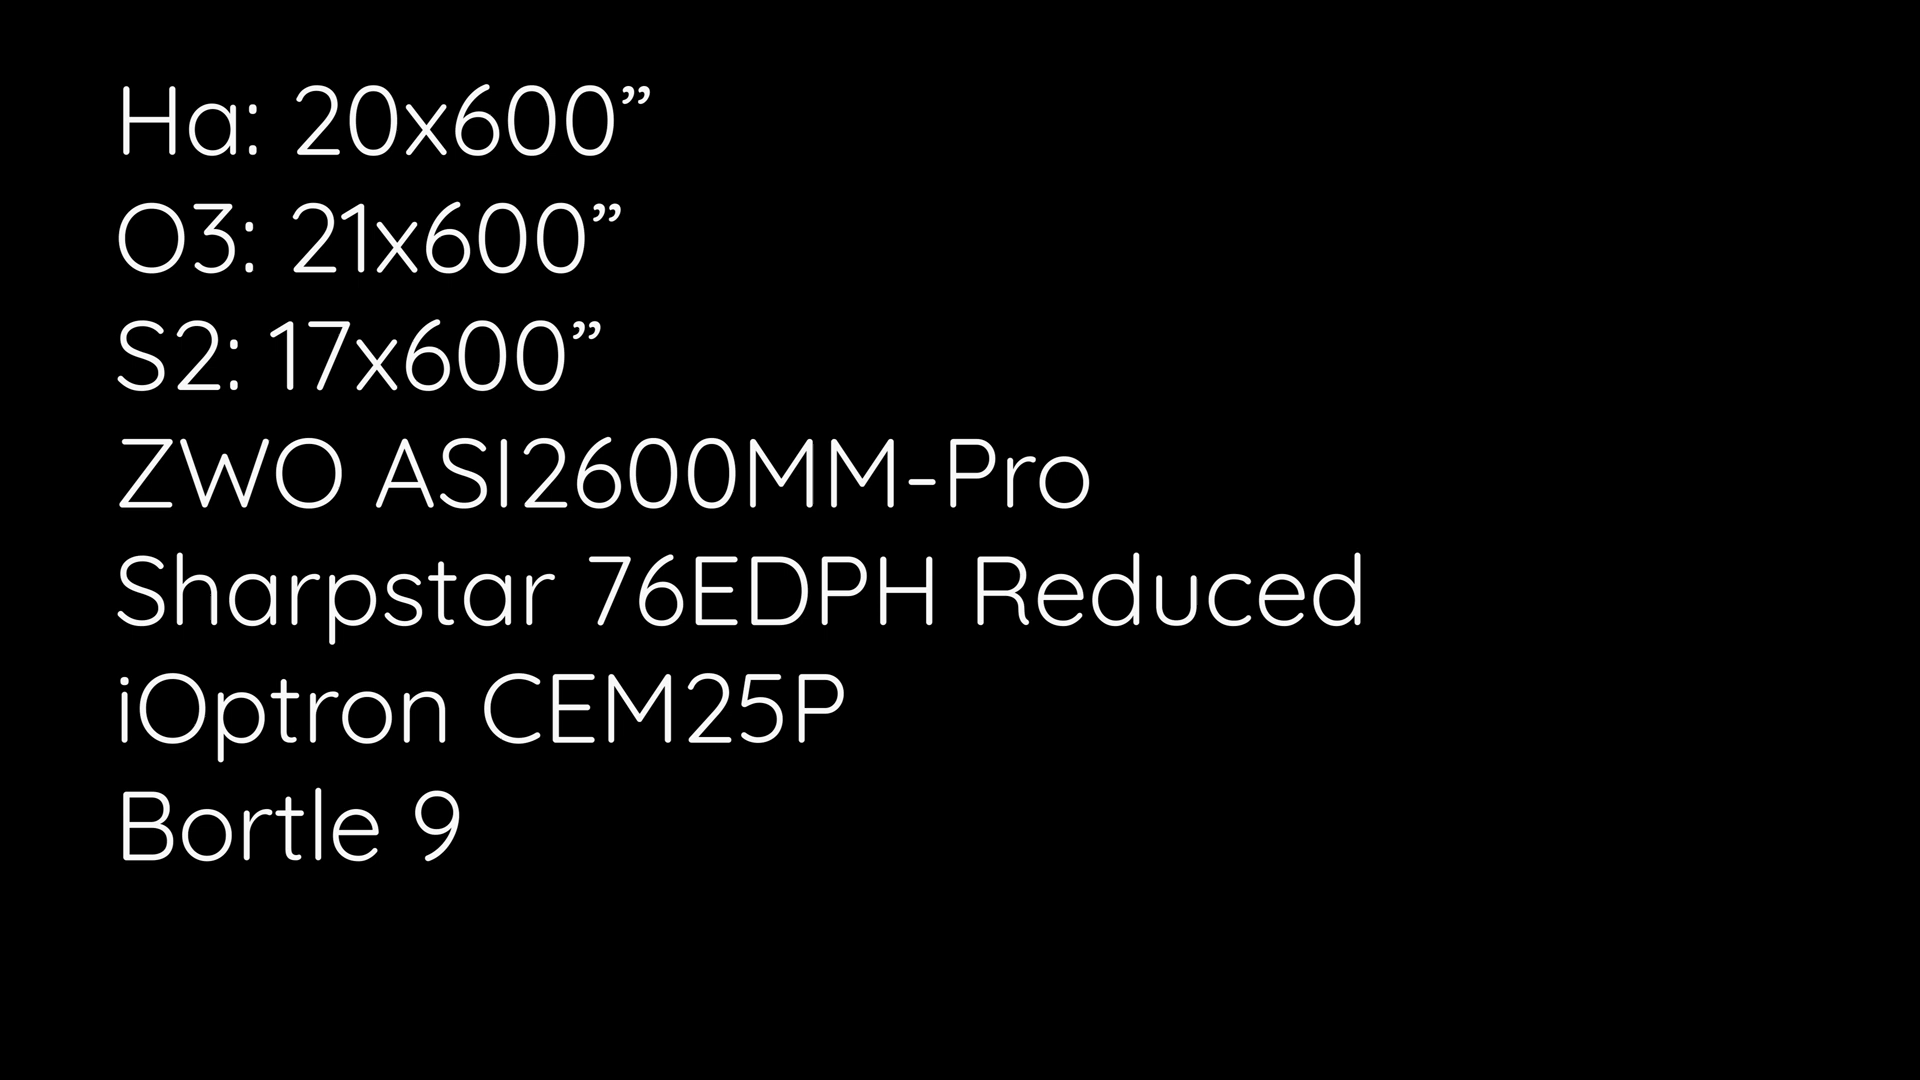 Ha: 20x600”
O3: 21x600”
S2: 17x600”
ZWO ASI2600MM-Pro
Sharpstar 76EDPH Reduced
iOptron CEM25P
Bortle 9